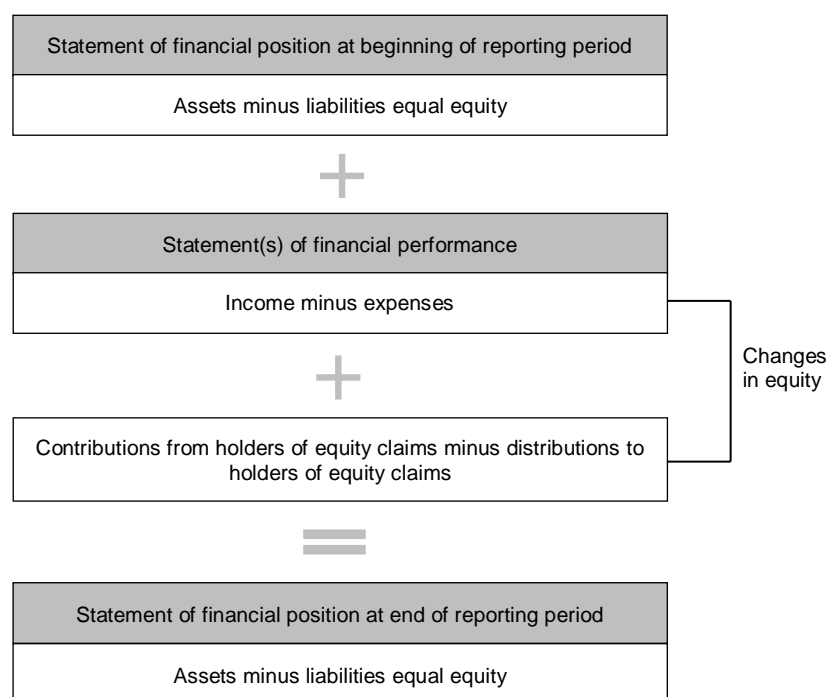 Statement of financial position at beginning of reporting period
Assets minus liabilities equal equity
+
Statement(s) of financial performance
Income minus expenses
+
Changes
in equity
Contributions from holders of equity claims minus distributions to
holders of equity claims
=
Statement of financial position at end of reporting period
Assets minus liabilities equal equity